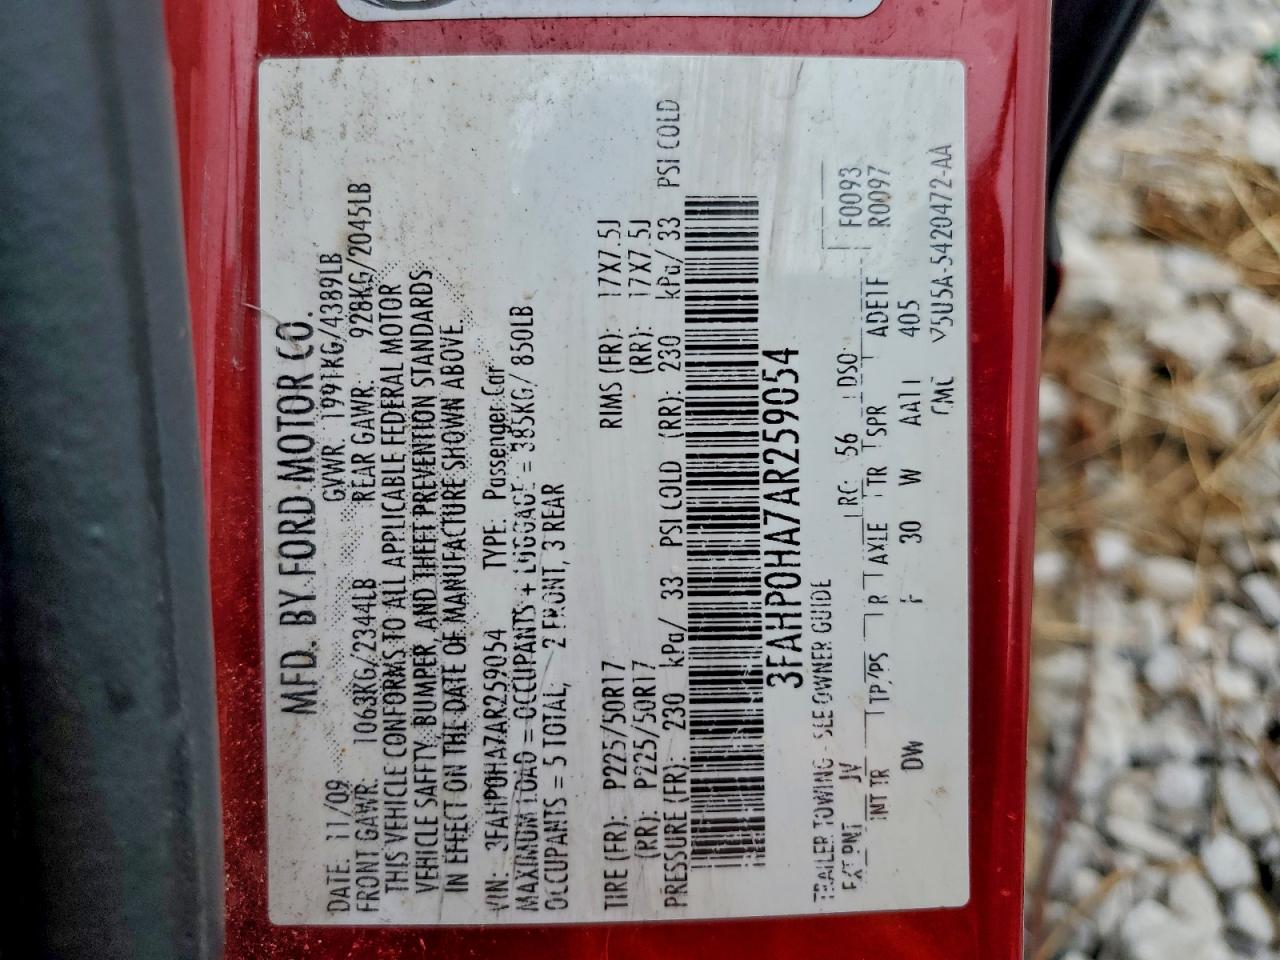 MFD. BY FORD MOTOR CO.
DATE: 11/09 GVWR: 1991KG/4389LB
FRONT GAWR: 1063KG/2344LB REAR GAWR: 928KG/2045LB
THIS VEHICLE CONFORMS TO ALL APPLICABLE FEDERAL MOTOR
VEHICLE SAFETY, BUMPER, AND THEFT PREVENTION STANDARDS
IN EFFECT ON THE DATE OF MANUFACTURE SHOWN ABOVE.
VIN: 3FAHP0HA7AR259054 TYPE: Passenger Car
MAXIMUM LOAD = OCCUPANTS + LUGGAGE = 385KG/ 850LB
OCCUPANTS = 5 TOTAL, 2 FRONT, 3 REAR
TIRE (FR): P225/50R17 RIMS (FR): 17X7.5J
(RR): P225/50R17 (RR): 17X7.5J
PRESSURE (FR): 230 kPa/ 33 PSI COLD (RR): 230 kPa/ 33 PSI COLD
3FAHP0HA7AR259054
TRAILER TOWING - SEE OWNER GUIDE
EXT PNT JV RC: 56 DSO: F0093
INT TR TP/PS R AXLE TR SPR ADE1F R0097
DW F 30 W AA11 405
V5U5A-5420472-AA